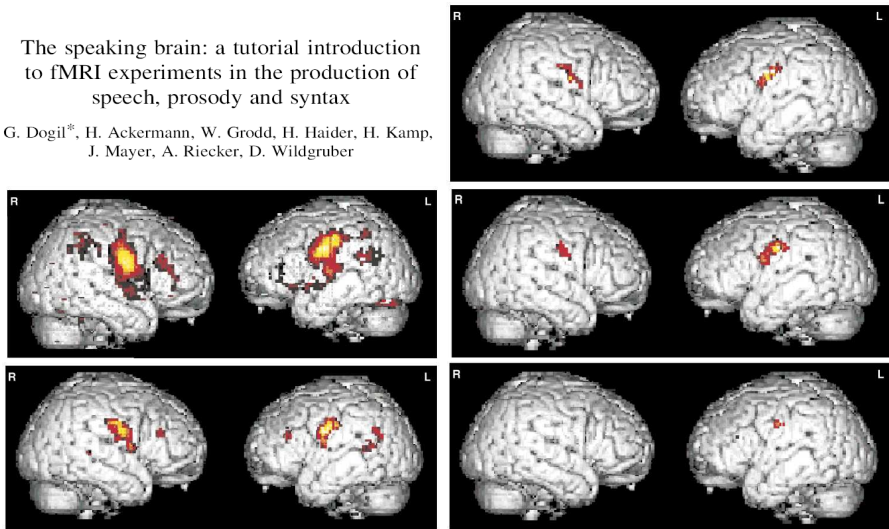 The speaking brain: a tutorial introduction
to fMRI experiments in the production of
speech, prosody and syntax
G. Dogil*, H. Ackermann, W. Grodd, H. Haider, H. Kamp,
J. Mayer, A. Riecker, D. Wildgruber
R L
R L
R L
R L
R L